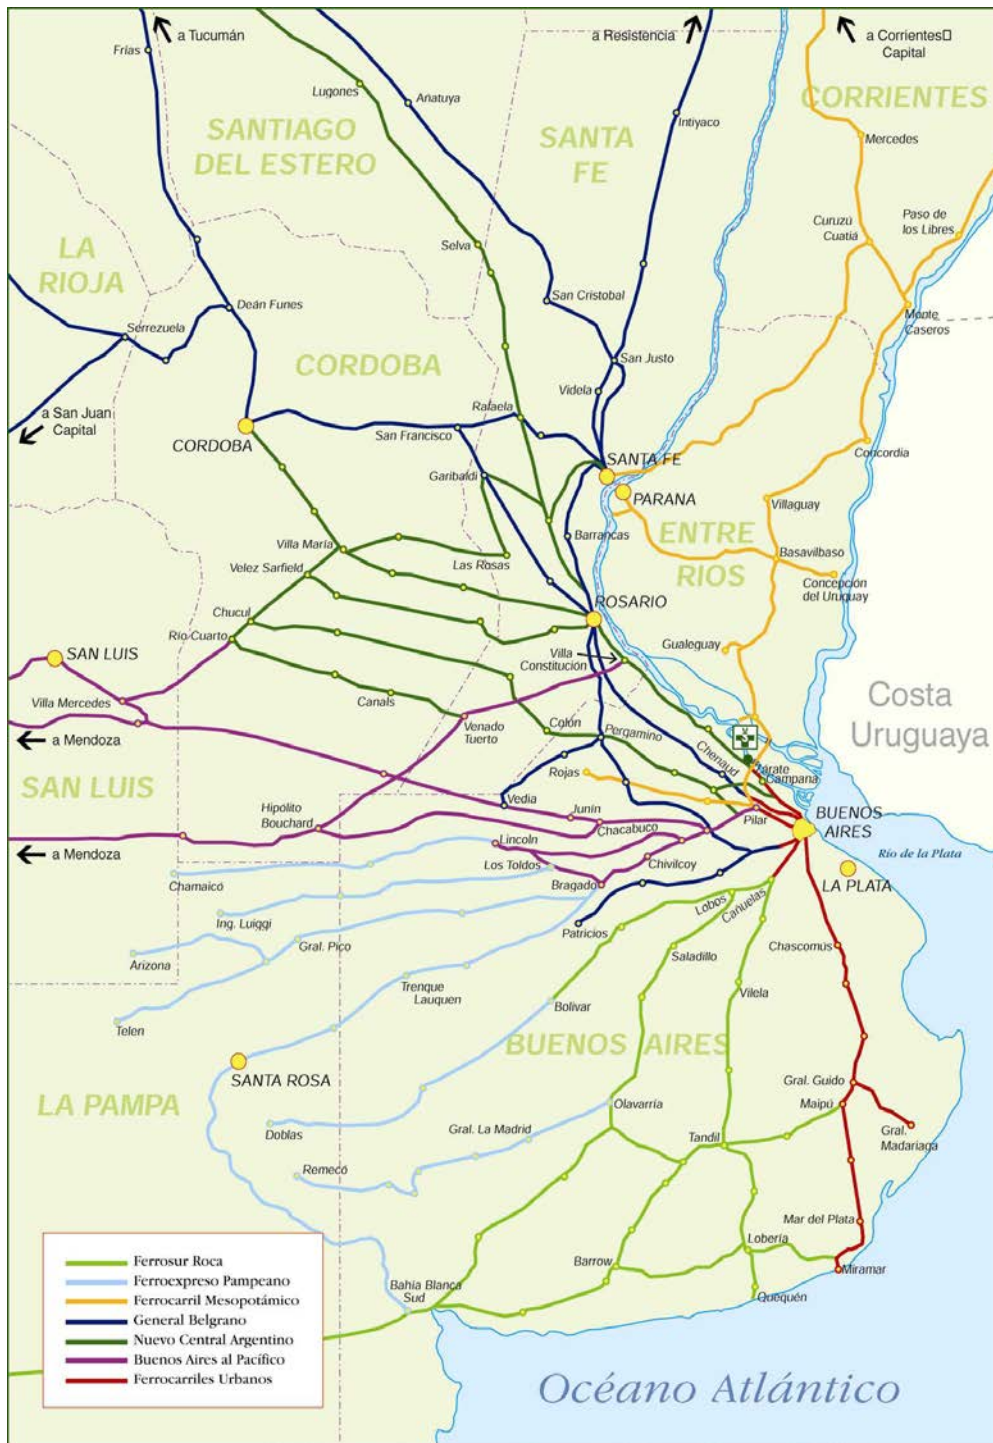 a Tucumán
a Resistencia
a Corrientes
Capital
Frías
Lugones
Añatuya
Intiyaco
CORRIENTES
Mercedes
SANTIAGO
DEL ESTERO
SANTA
FE
Curuzú
Cuatiá
Paso de
los Libres
LA
RIOJA
Selva
San Cristobal
Deán Funes
Serrezuela
Monte
Caseros
CORDOBA
San Justo
Videla
a San Juan
Capital
Rafaela
CORDOBA
San Francisco
Concordia
SANTA FE
Garibaldi
PARANA
Villaguay
ENTRE
RIOS
Villa María
Barrancas
Basavilbaso
Las Rosas
Velez Sarfield
Concepción
del Uruguay
ROSARIO
Chucul
Río Cuarto
Gualeguay
SAN LUIS
Villa
Constitución
Villa Mercedes
Canals
Costa
Uruguaya
Venado
Tuerto
Colón
Pergamino
a Mendoza
Chenaud
Zárate
Campana
Rojas
SAN LUIS
Vedia
Hipólito
Bouchard
Junín
Pilar
BUENOS
AIRES
Chacabuco
Lincoln
a Mendoza
Los Toldos
Chivilcoy
Río de la Plata
Chamaicó
Bragado
LA PLATA
Lobos
Cañuelas
Ing. Luiggi
Patricios
Gral. Pico
Saladillo
Chascomús
Arizona
Trenque
Lauquen
Vilela
Bolivar
Telen
BUENOS AIRES
SANTA ROSA
Gral. Guido
LA PAMPA
Olavarría
Maipú
Gral. La Madrid
Doblas
Tandil
Gral.
Madariaga
Remecó
Mar del Plata
Lobería
Barrow
Miramar
Bahía Blanca
Sud
Quequén
Ferrosur Roca
Ferroexpreso Pampeano
Ferrocarril Mesopotámico
General Belgrano
Nuevo Central Argentino
Buenos Aires al Pacífico
Ferrocarriles Urbanos
Océano Atlántico